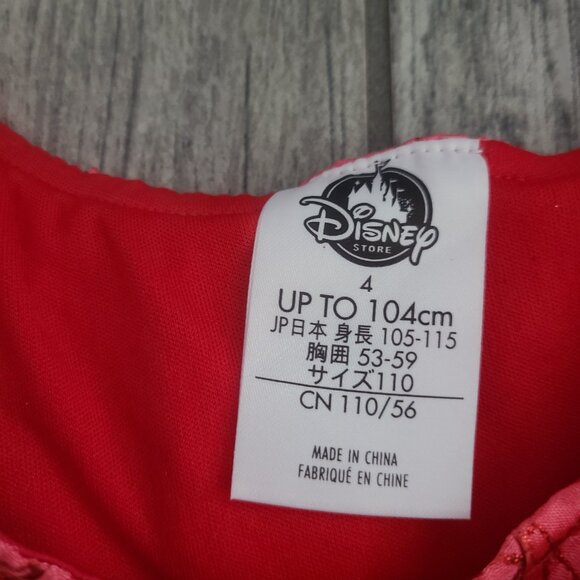 Disney
STORE
4
UP TO 104cm
JP日本 身長 105-115
胸囲 53-59
サイズ110
CN 110/56
MADE IN CHINA
FABRIQUÉ EN CHINE